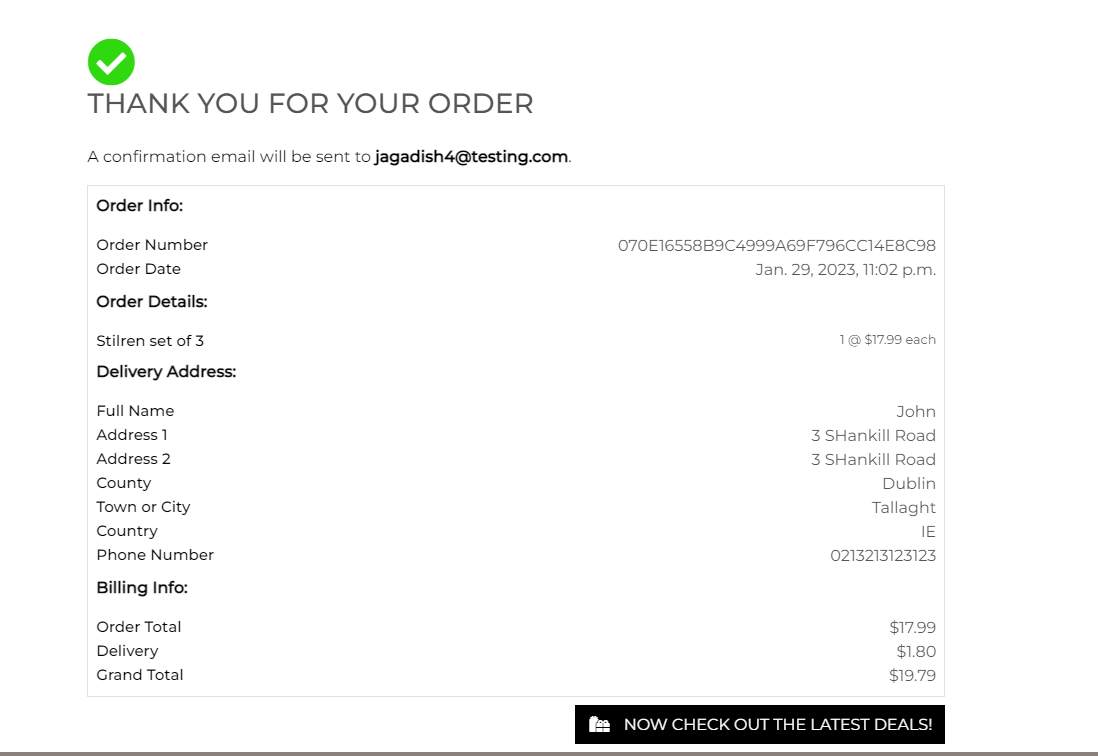 THANK YOU FOR YOUR ORDER
A confirmation email will be sent to jagadish4@testing.com.
Order Info:
Order Number 070E16558B9C4999A69F796CC14E8C98
Order Date Jan. 29, 2023, 11:02 p.m.
Order Details:
Stilren set of 3 1 @ $17.99 each
Delivery Address:
Full Name John
Address 1 3 SHankill Road
Address 2 3 SHankill Road
County Dublin
Town or City Tallaght
Country IE
Phone Number 0213213123123
Billing Info:
Order Total $17.99
Delivery $1.80
Grand Total $19.79
NOW CHECK OUT THE LATEST DEALS!